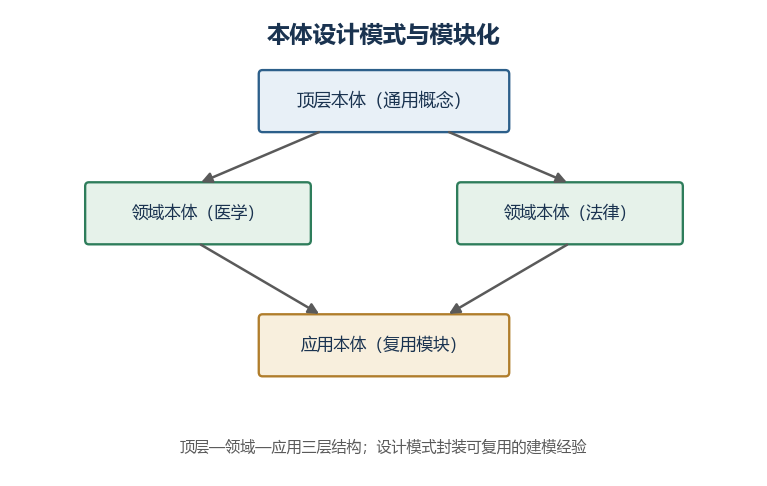 本体设计模式与模块化
顶层本体（通用概念）
领域本体（医学）
领域本体（法律）
应用本体（复用模块）
顶层—领域—应用三层结构；设计模式封装可复用的建模经验